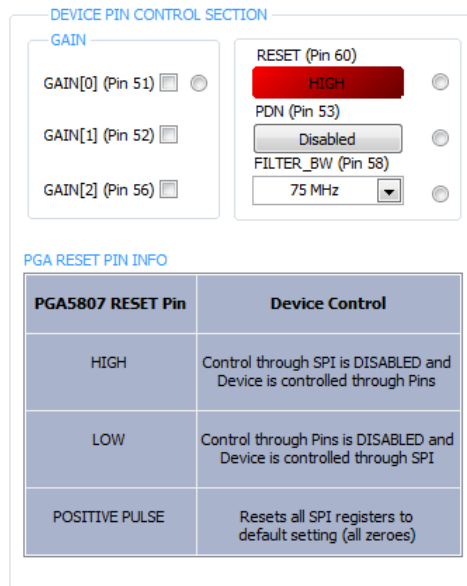 DEVICE PIN CONTROL SECTION
GAIN
GAIN[0] (Pin 51)
GAIN[1] (Pin 52)
GAIN[2] (Pin 56)
RESET (Pin 60)
HIGH
PDN (Pin 53)
Disabled
FILTER_BW (Pin 58)
75 MHz
PGA RESET PIN INFO
PGA5807 RESET Pin
Device Control
HIGH
Control through SPI is DISABLED and
Device is controlled through Pins
LOW
Control through Pins is DISABLED and
Device is controlled through SPI
POSITIVE PULSE
Resets all SPI registers to
default setting (all zeroes)